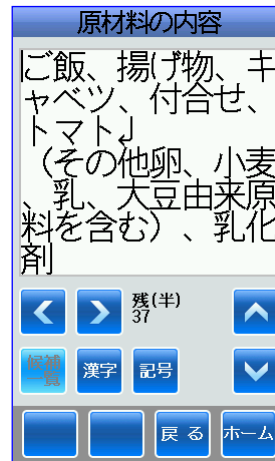 原材料の内容
ご飯、揚げ物、キ
ャベツ、付合せ、
トマト↲
（その他卵、小麦
、乳、大豆由来原
料を含む）、乳化
剤
残(半)
37
候補
一覧
漢字
記号
戻る
ホーム